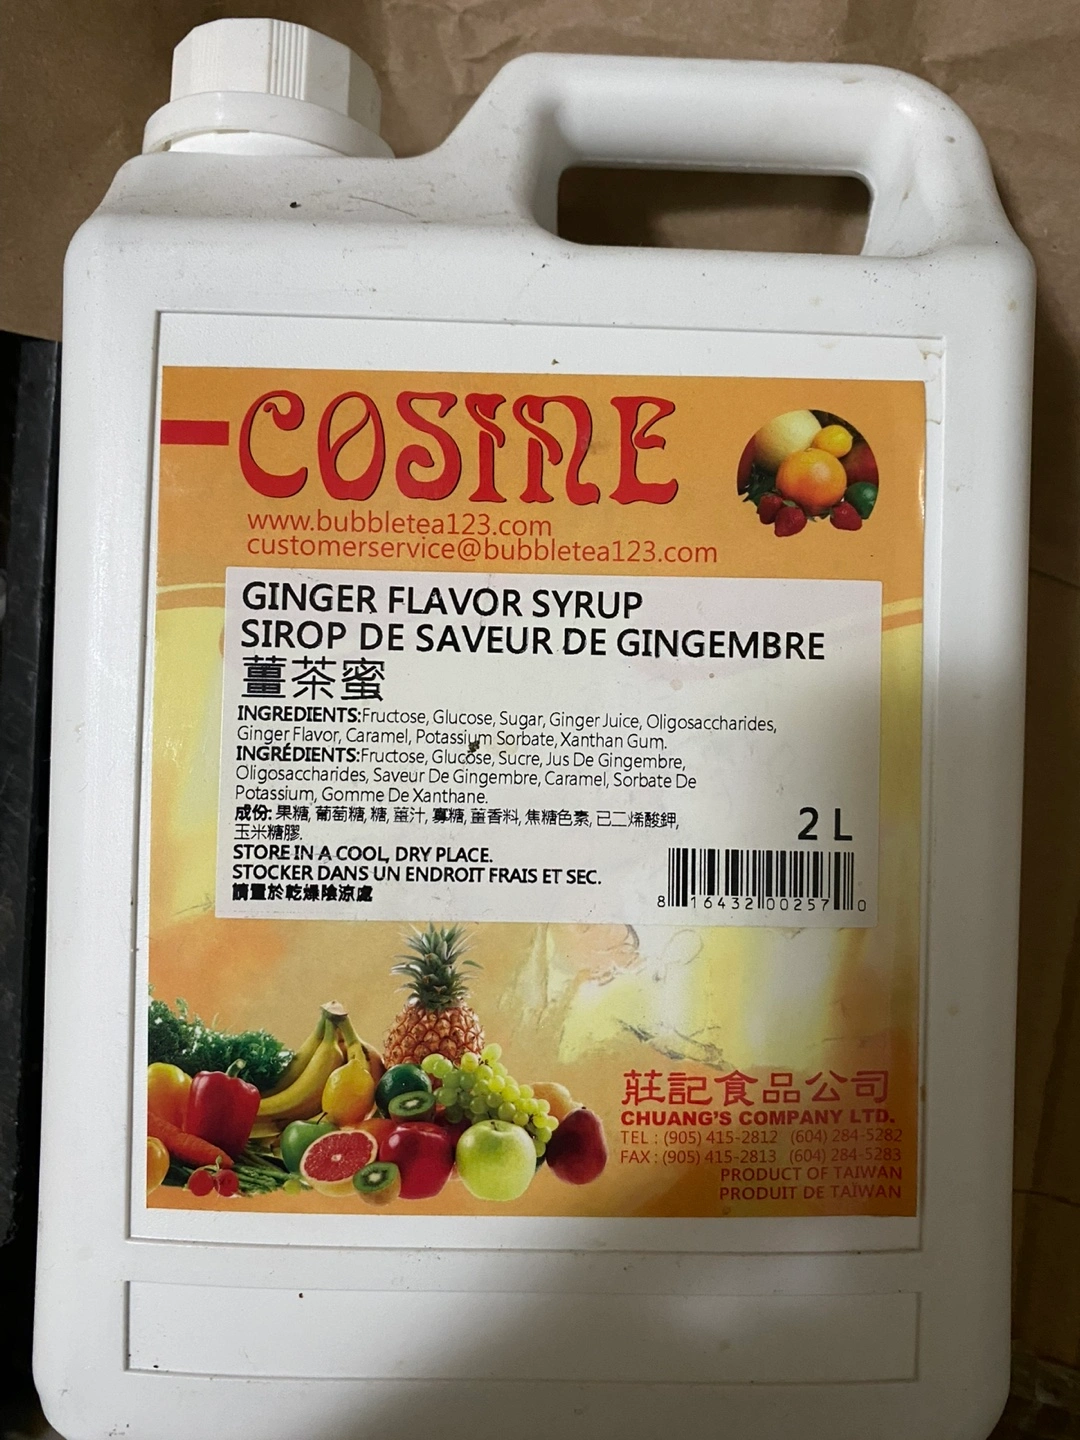 COSINE
www.bubbletea123.com
customerservice@bubbletea123.com
GINGER FLAVOR SYRUP
SIROP DE SAVEUR DE GINGEMBRE
薑茶蜜
INGREDIENTS:Fructose, Glucose, Sugar, Ginger Juice, Oligosaccharides,
Ginger Flavor, Caramel, Potassium Sorbate, Xanthan Gum.
INGRÉDIENTS:Fructose, Glucose, Sucre, Jus De Gingembre,
Oligosaccharides, Saveur De Gingembre, Caramel, Sorbate De
Potassium, Gomme De Xanthane.
成份: 果糖, 葡萄糖, 糖, 薑汁, 寡糖, 薑香料, 焦糖色素, 已二烯酸鉀,
玉米糖膠.
2 L
STORE IN A COOL, DRY PLACE.
STOCKER DANS UN ENDROIT FRAIS ET SEC.
請置於乾燥陰涼處
8 16432 00257 0
莊記食品公司
CHUANG'S COMPANY LTD.
TEL : (905) 415-2812 (604) 284-5282
FAX : (905) 415-2813 (604) 284-5283
PRODUCT OF TAIWAN
PRODUIT DE TAÏWAN